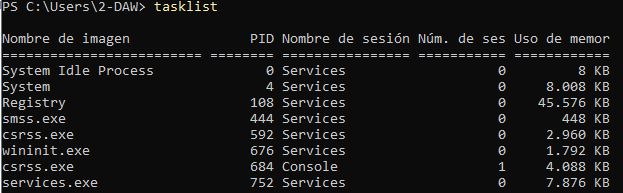 PS C:\Users\2-DAW> tasklist
Nombre de imagen PID Nombre de sesión Núm. de ses Uso de memor
========================= ======== ================ =========== ============
System Idle Process 0 Services 0 8 KB
System 4 Services 0 8.008 KB
Registry 108 Services 0 45.576 KB
smss.exe 444 Services 0 448 KB
csrss.exe 592 Services 0 2.960 KB
wininit.exe 676 Services 0 1.792 KB
csrss.exe 684 Console 1 4.088 KB
services.exe 752 Services 0 7.876 KB